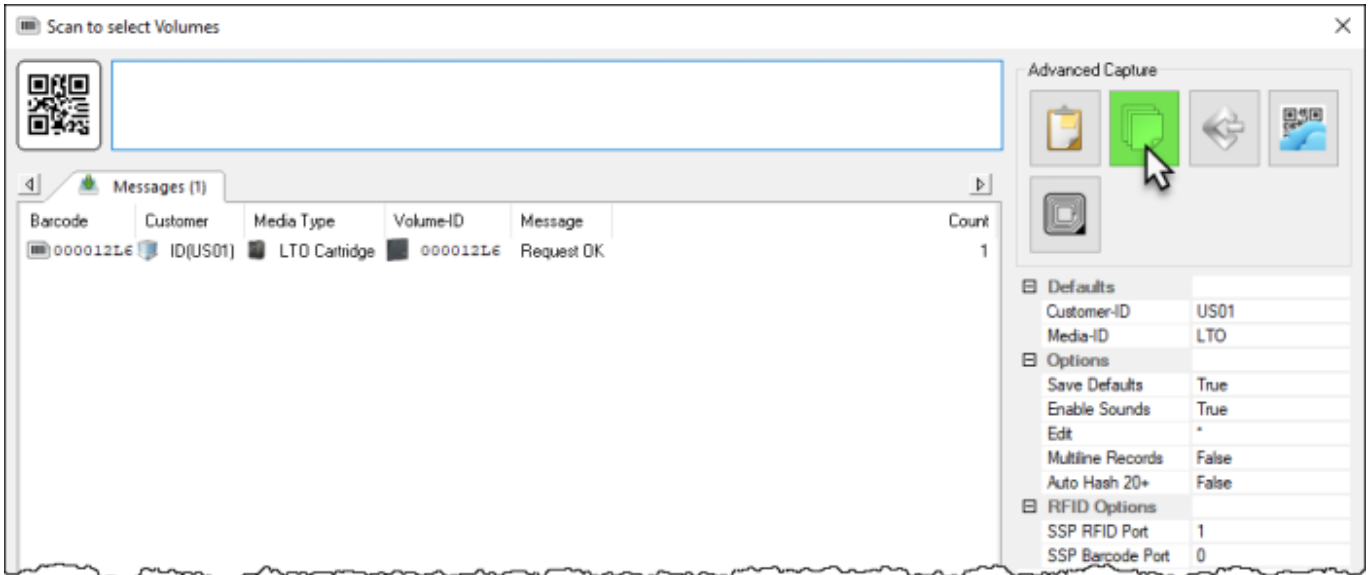 Scan to select Volumes
Advanced Capture
Messages (1)
Barcode Customer Media Type Volume-ID Message Count
000012L6 ID(US01) LTO Cartridge 000012L6 Request OK 1
Defaults
Customer-ID US01
Media-ID LTO
Options
Save Defaults True
Enable Sounds True
Edit *
Multiline Records False
Auto Hash 20+ False
RFID Options
SSP RFID Port 1
SSP Barcode Port 0